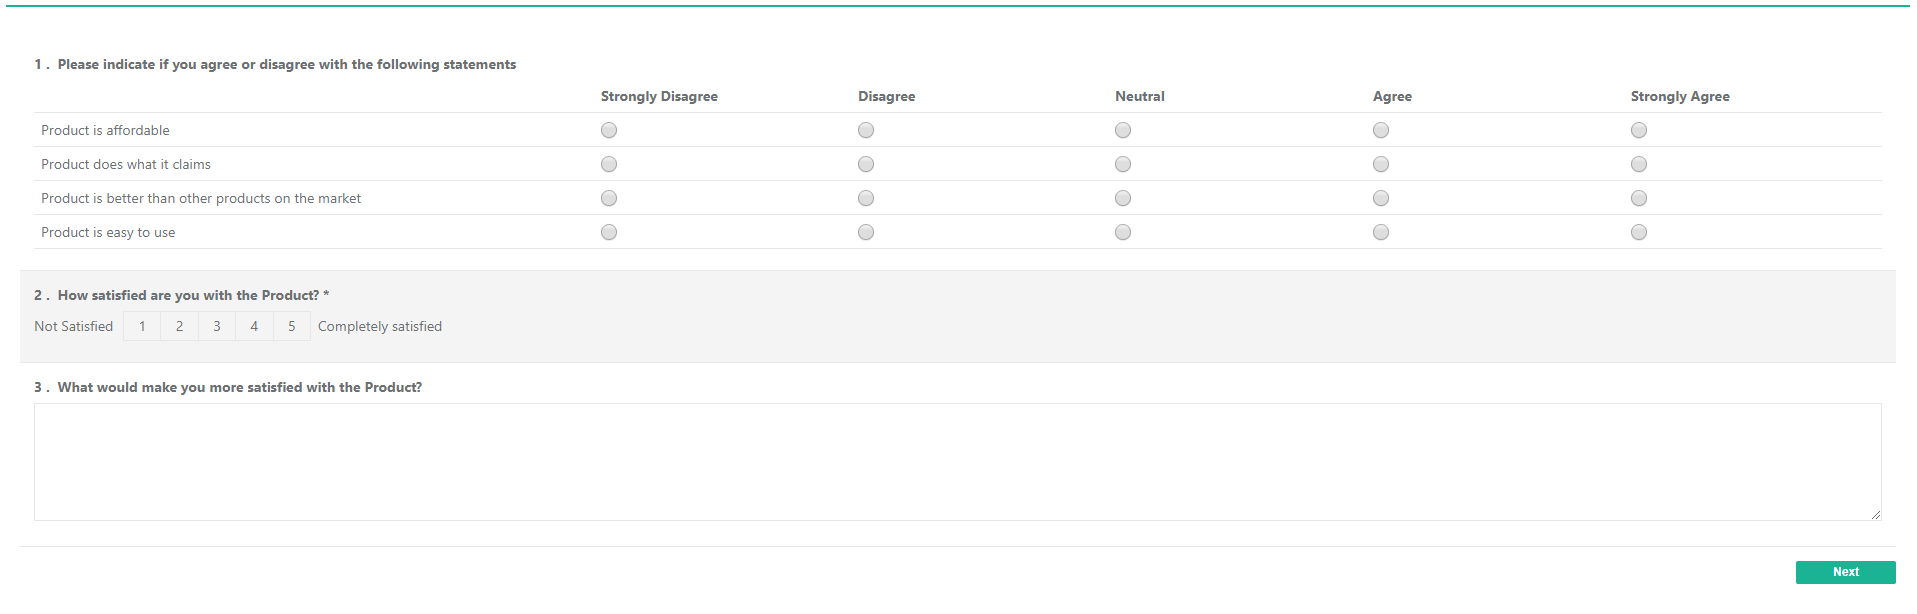 1 . Please indicate if you agree or disagree with the following statements
Strongly Disagree Disagree Neutral Agree Strongly Agree
Product is affordable
Product does what it claims
Product is better than other products on the market
Product is easy to use
2 . How satisfied are you with the Product? *
Not Satisfied 1 2 3 4 5 Completely satisfied
3 . What would make you more satisfied with the Product?
Next